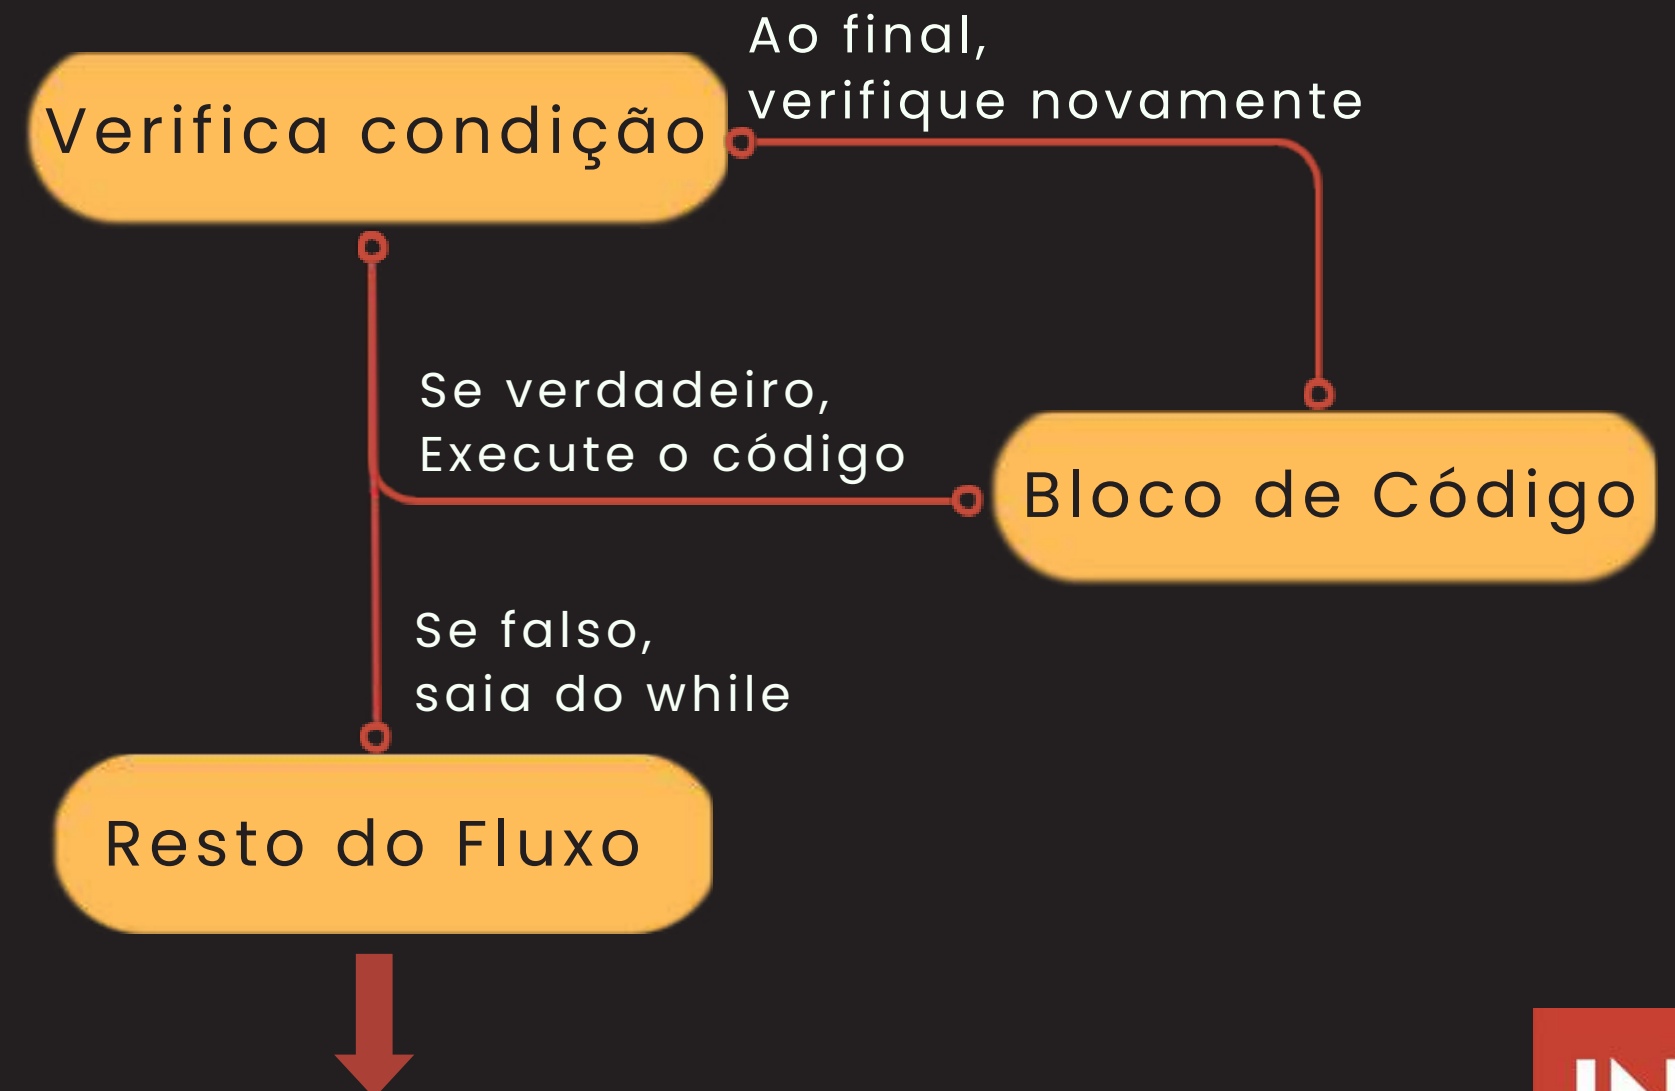 Ao final,
verifique novamente
Verifica condição
Se verdadeiro,
Execute o código
Bloco de Código
Se falso,
saia do while
Resto do Fluxo